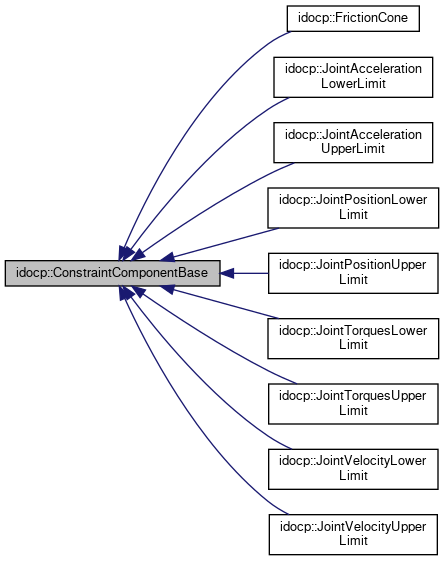 idocp::FrictionCone
idocp::JointAcceleration
LowerLimit
idocp::JointAcceleration
UpperLimit
idocp::JointPositionLower
Limit
idocp::ConstraintComponentBase
idocp::JointPositionUpper
Limit
idocp::JointTorquesLower
Limit
idocp::JointTorquesUpper
Limit
idocp::JointVelocityLower
Limit
idocp::JointVelocityUpper
Limit